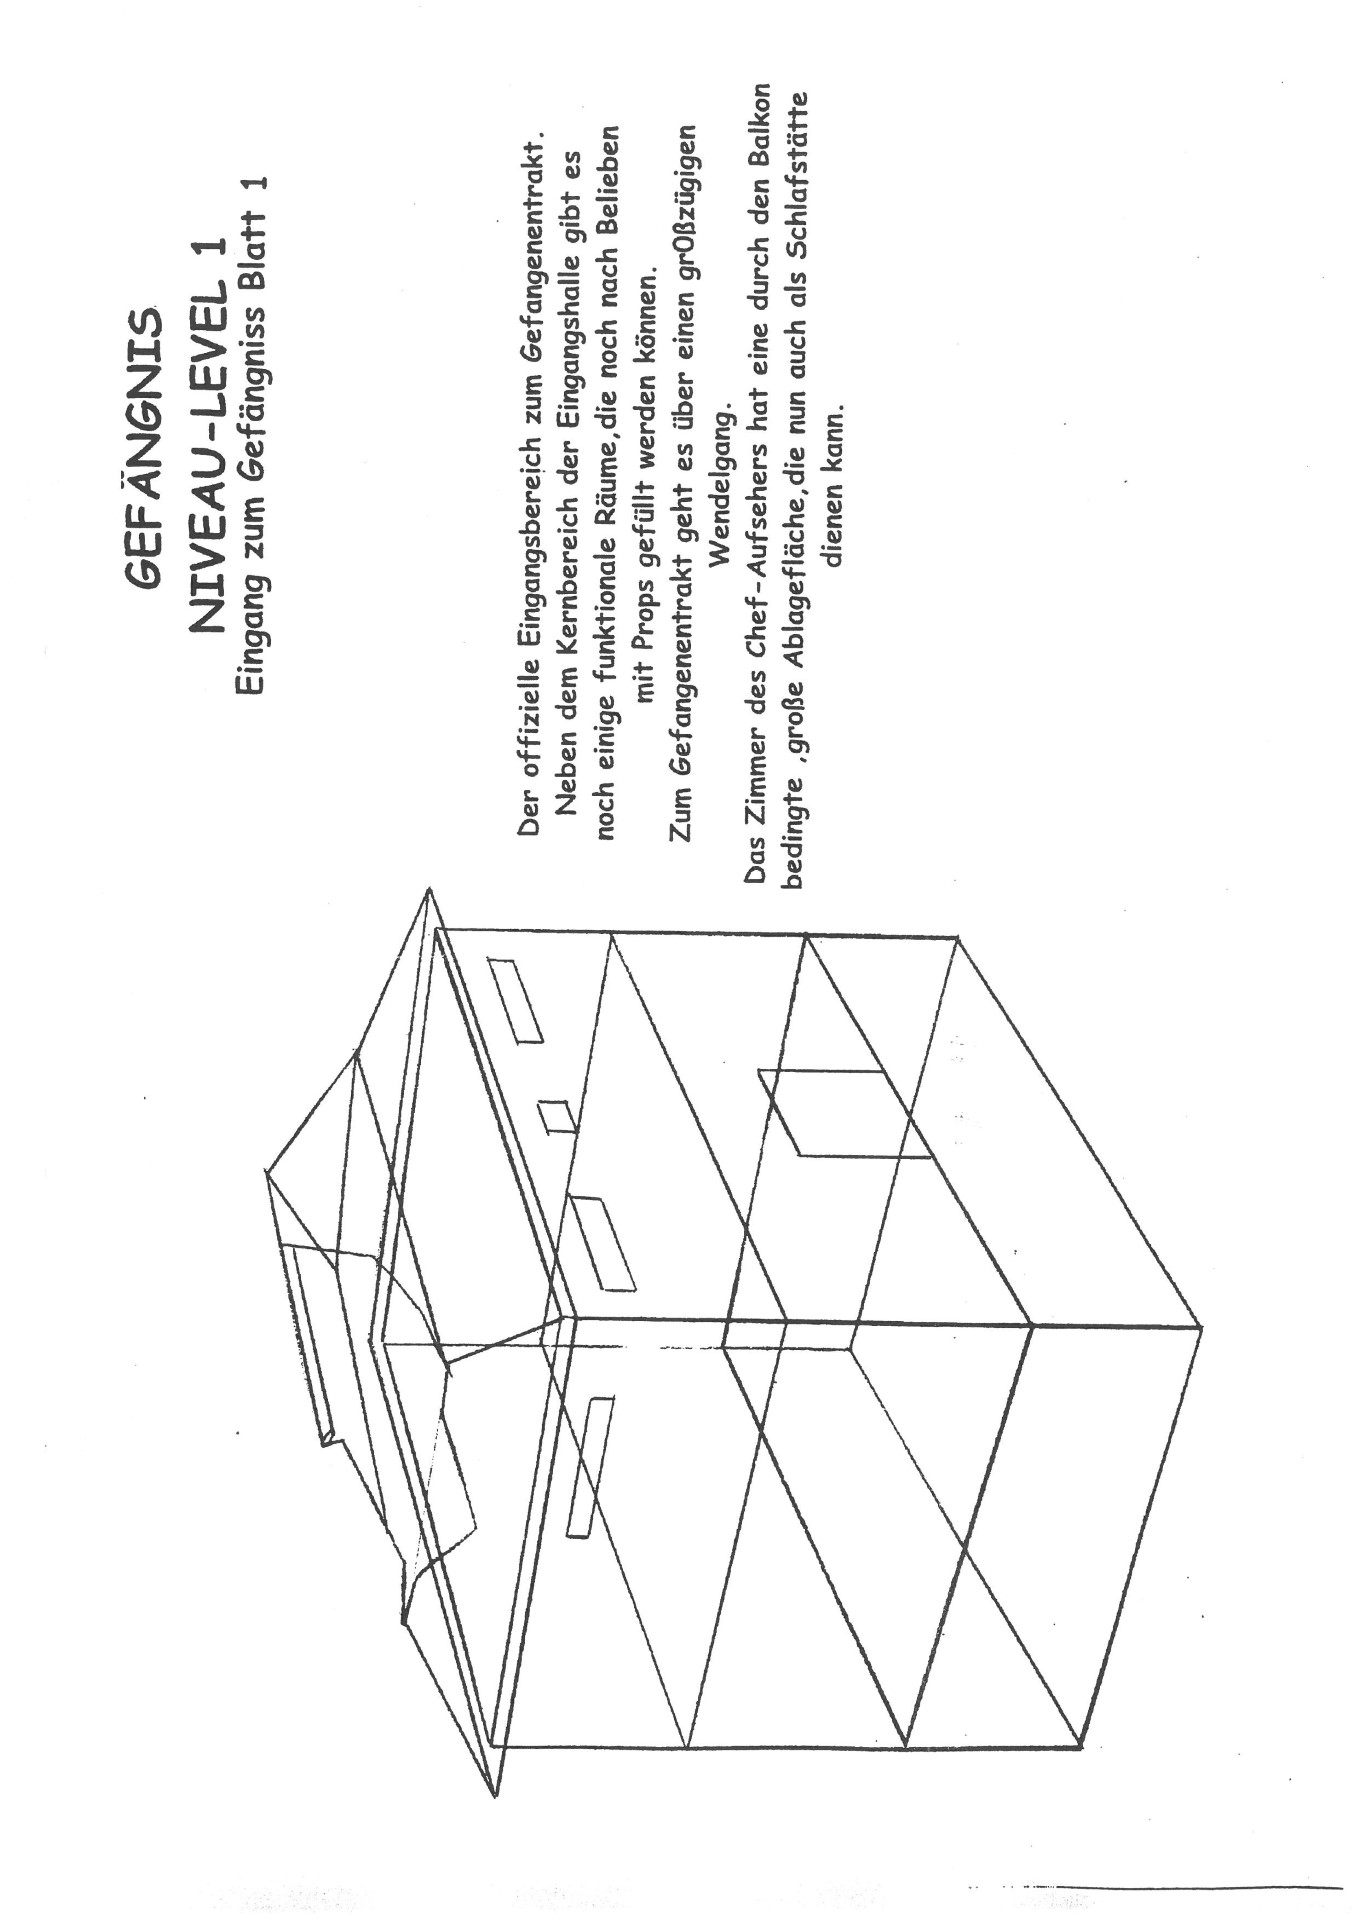 GEFÄNGNIS
NIVEAU-LEVEL 1
Eingang zum Gefängniss Blatt 1
Der offizielle Eingangsbereich zum Gefangenentrakt.
Neben dem Kernbereich der Eingangshalle gibt es
noch einige funktionale Räume,die noch nach Belieben
mit Props gefüllt werden können.
Zum Gefangenentrakt geht es über einen grOßzügigen
Wendelgang.
Das Zimmer des Chef-Aufsehers hat eine durch den Balkon
bedingte ,große Ablagefläche,die nun auch als Schlafstätte
dienen kann.